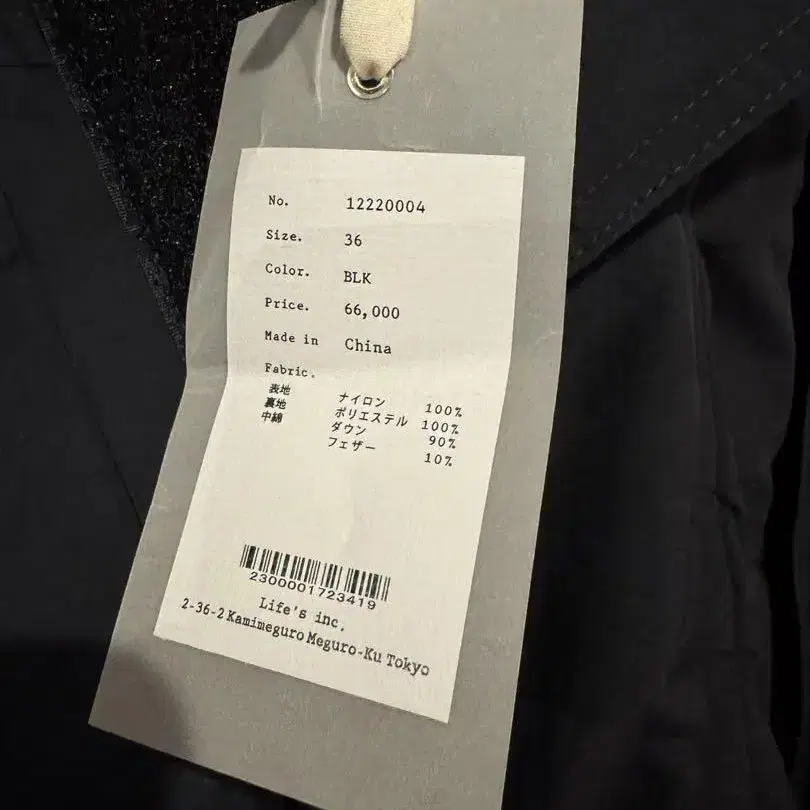 No. 12220004
Size. 36
Color. BLK
Price. 66,000
Made in China
Fabric.
表地 ナイロン 100%
裏地 ポリエステル 100%
中綿 ダウン 90%
フェザー 10%
2300001723419
Life's inc.
2-36-2 Kamimeguro Meguro-Ku Tokyo